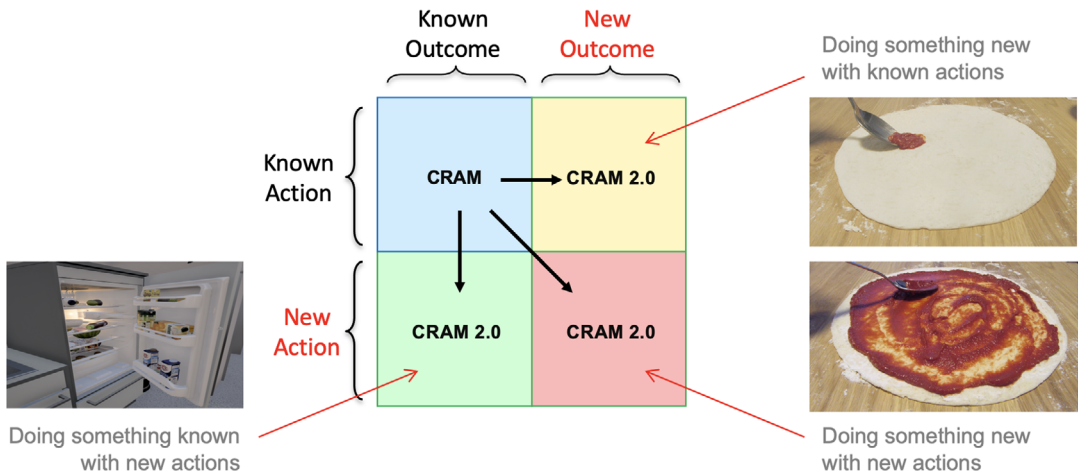 Known
Outcome
New
Outcome
Doing something new
with known actions
Known
Action
CRAM
CRAM 2.0
New
Action
CRAM 2.0
CRAM 2.0
Doing something known
with new actions
Doing something new
with new actions